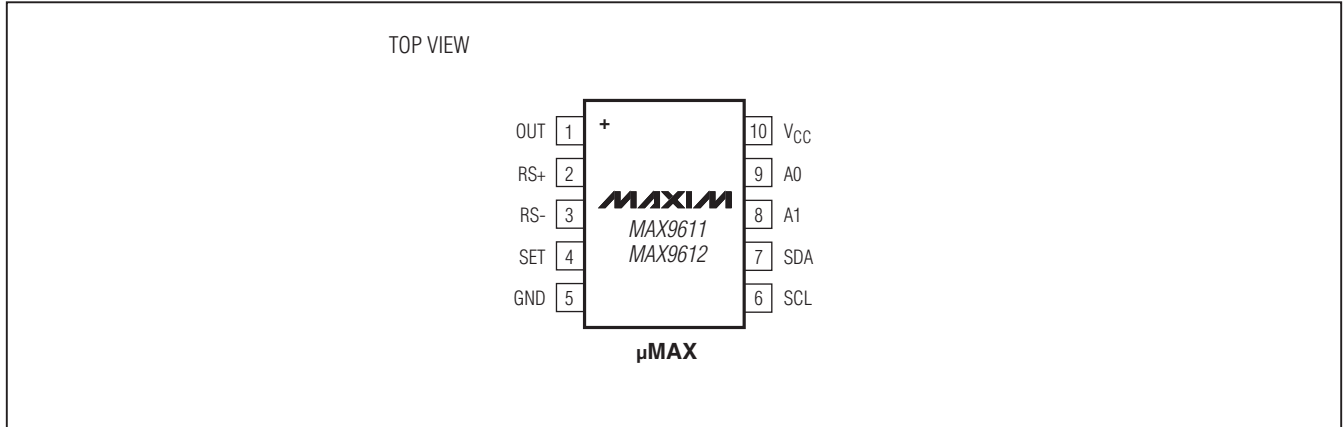 TOP VIEW
OUT 1 + 10 VCC
RS+ 2 9 A0
MAXIM
RS- 3 MAX9611 8 A1
SET 4 MAX9612 7 SDA
GND 5 6 SCL
µMAX